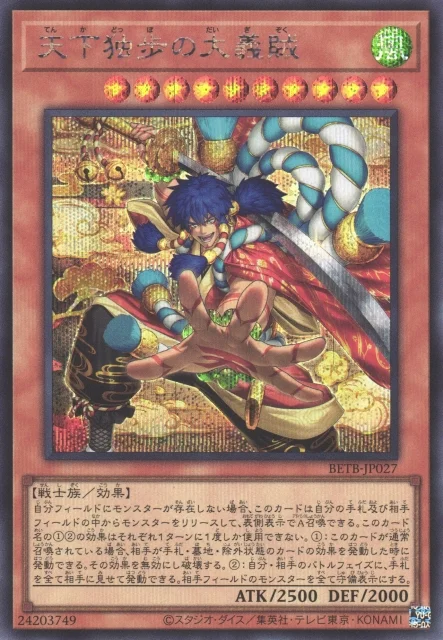 天下独歩の大義賊
BETB-JP027
【戦士族/効果】
自分フィールドにモンスターが存在しない場合、このカードは自分の手札及び相手
フィールドの中からモンスターをリリースして、表側表示でA召喚できる。このカード
名の①②の効果はそれぞれ1ターンに1度しか使用できない。①:このカードが通常
召喚されている場合、相手が手札・墓地・除外状態のカードの効果を発動した時に
発動できる。その効果を無効にし破壊する。②:自分・相手のバトルフェイズに、手札
を全て相手に見せて発動できる。相手フィールドのモンスターを全て守備表示にする。
ATK/2500 DEF/2000
24203749
©スタジオ・ダイス/集英社・テレビ東京・KONAMI